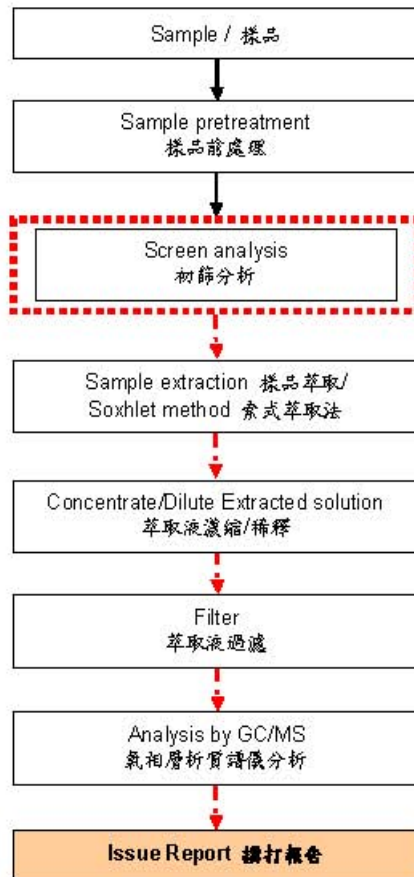 Sample / 樣品
Sample pretreatment
樣品前處理
Screen analysis
初篩分析
Sample extraction 樣品萃取/
Soxhlet method 索式萃取法
Concentrate/Dilute Extracted solution
萃取液濃縮/稀釋
Filter
萃取液過濾
Analysis by GC/MS
氣相層析質譜儀分析
Issue Report 繕打報告